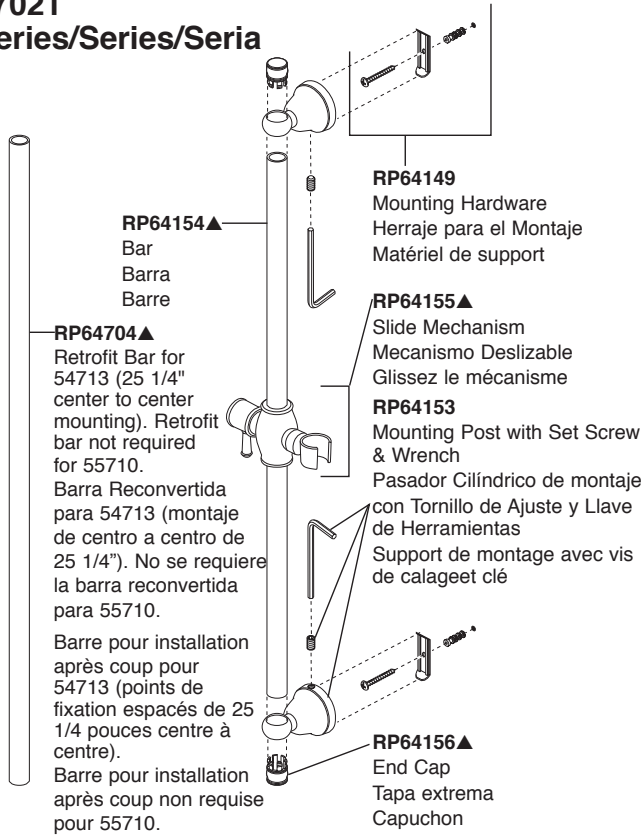 7021
eries/Series/Seria
RP64149
Mounting Hardware
Herraje para el Montaje
Matériel de support
RP64154▲
Bar
Barra
Barre
RP64155▲
Slide Mechanism
Mecanismo Deslizable
Glissez le mécanisme
RP64704▲
Retrofit Bar for
54713 (25 1/4"
center to center
mounting). Retrofit
bar not required
for 55710.
Barra Reconvertida
para 54713 (montaje
de centro a centro de
25 1/4”). No se requiere
la barra reconvertida
para 55710.
Barre pour installation
après coup pour
54713 (points de
fixation espacés de 25
1/4 pouces centre à
centre).
Barre pour installation
après coup non requise
pour 55710.
RP64153
Mounting Post with Set Screw
& Wrench
Pasador Cilíndrico de montaje
con Tornillo de Ajuste y Llave
de Herramientas
Support de montage avec vis
de calageet clé
RP64156▲
End Cap
Tapa extrema
Capuchon